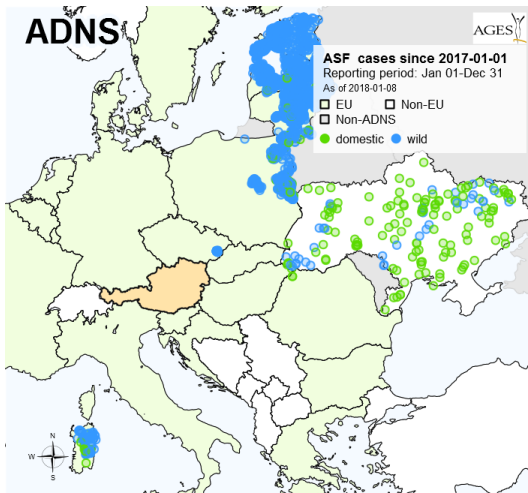 ADNS
AGES
ASF cases since 2017-01-01
Reporting period: Jan 01-Dec 31
As of 2018-01-08
EU Non-EU
Non-ADNS
domestic wild
N
W E
S